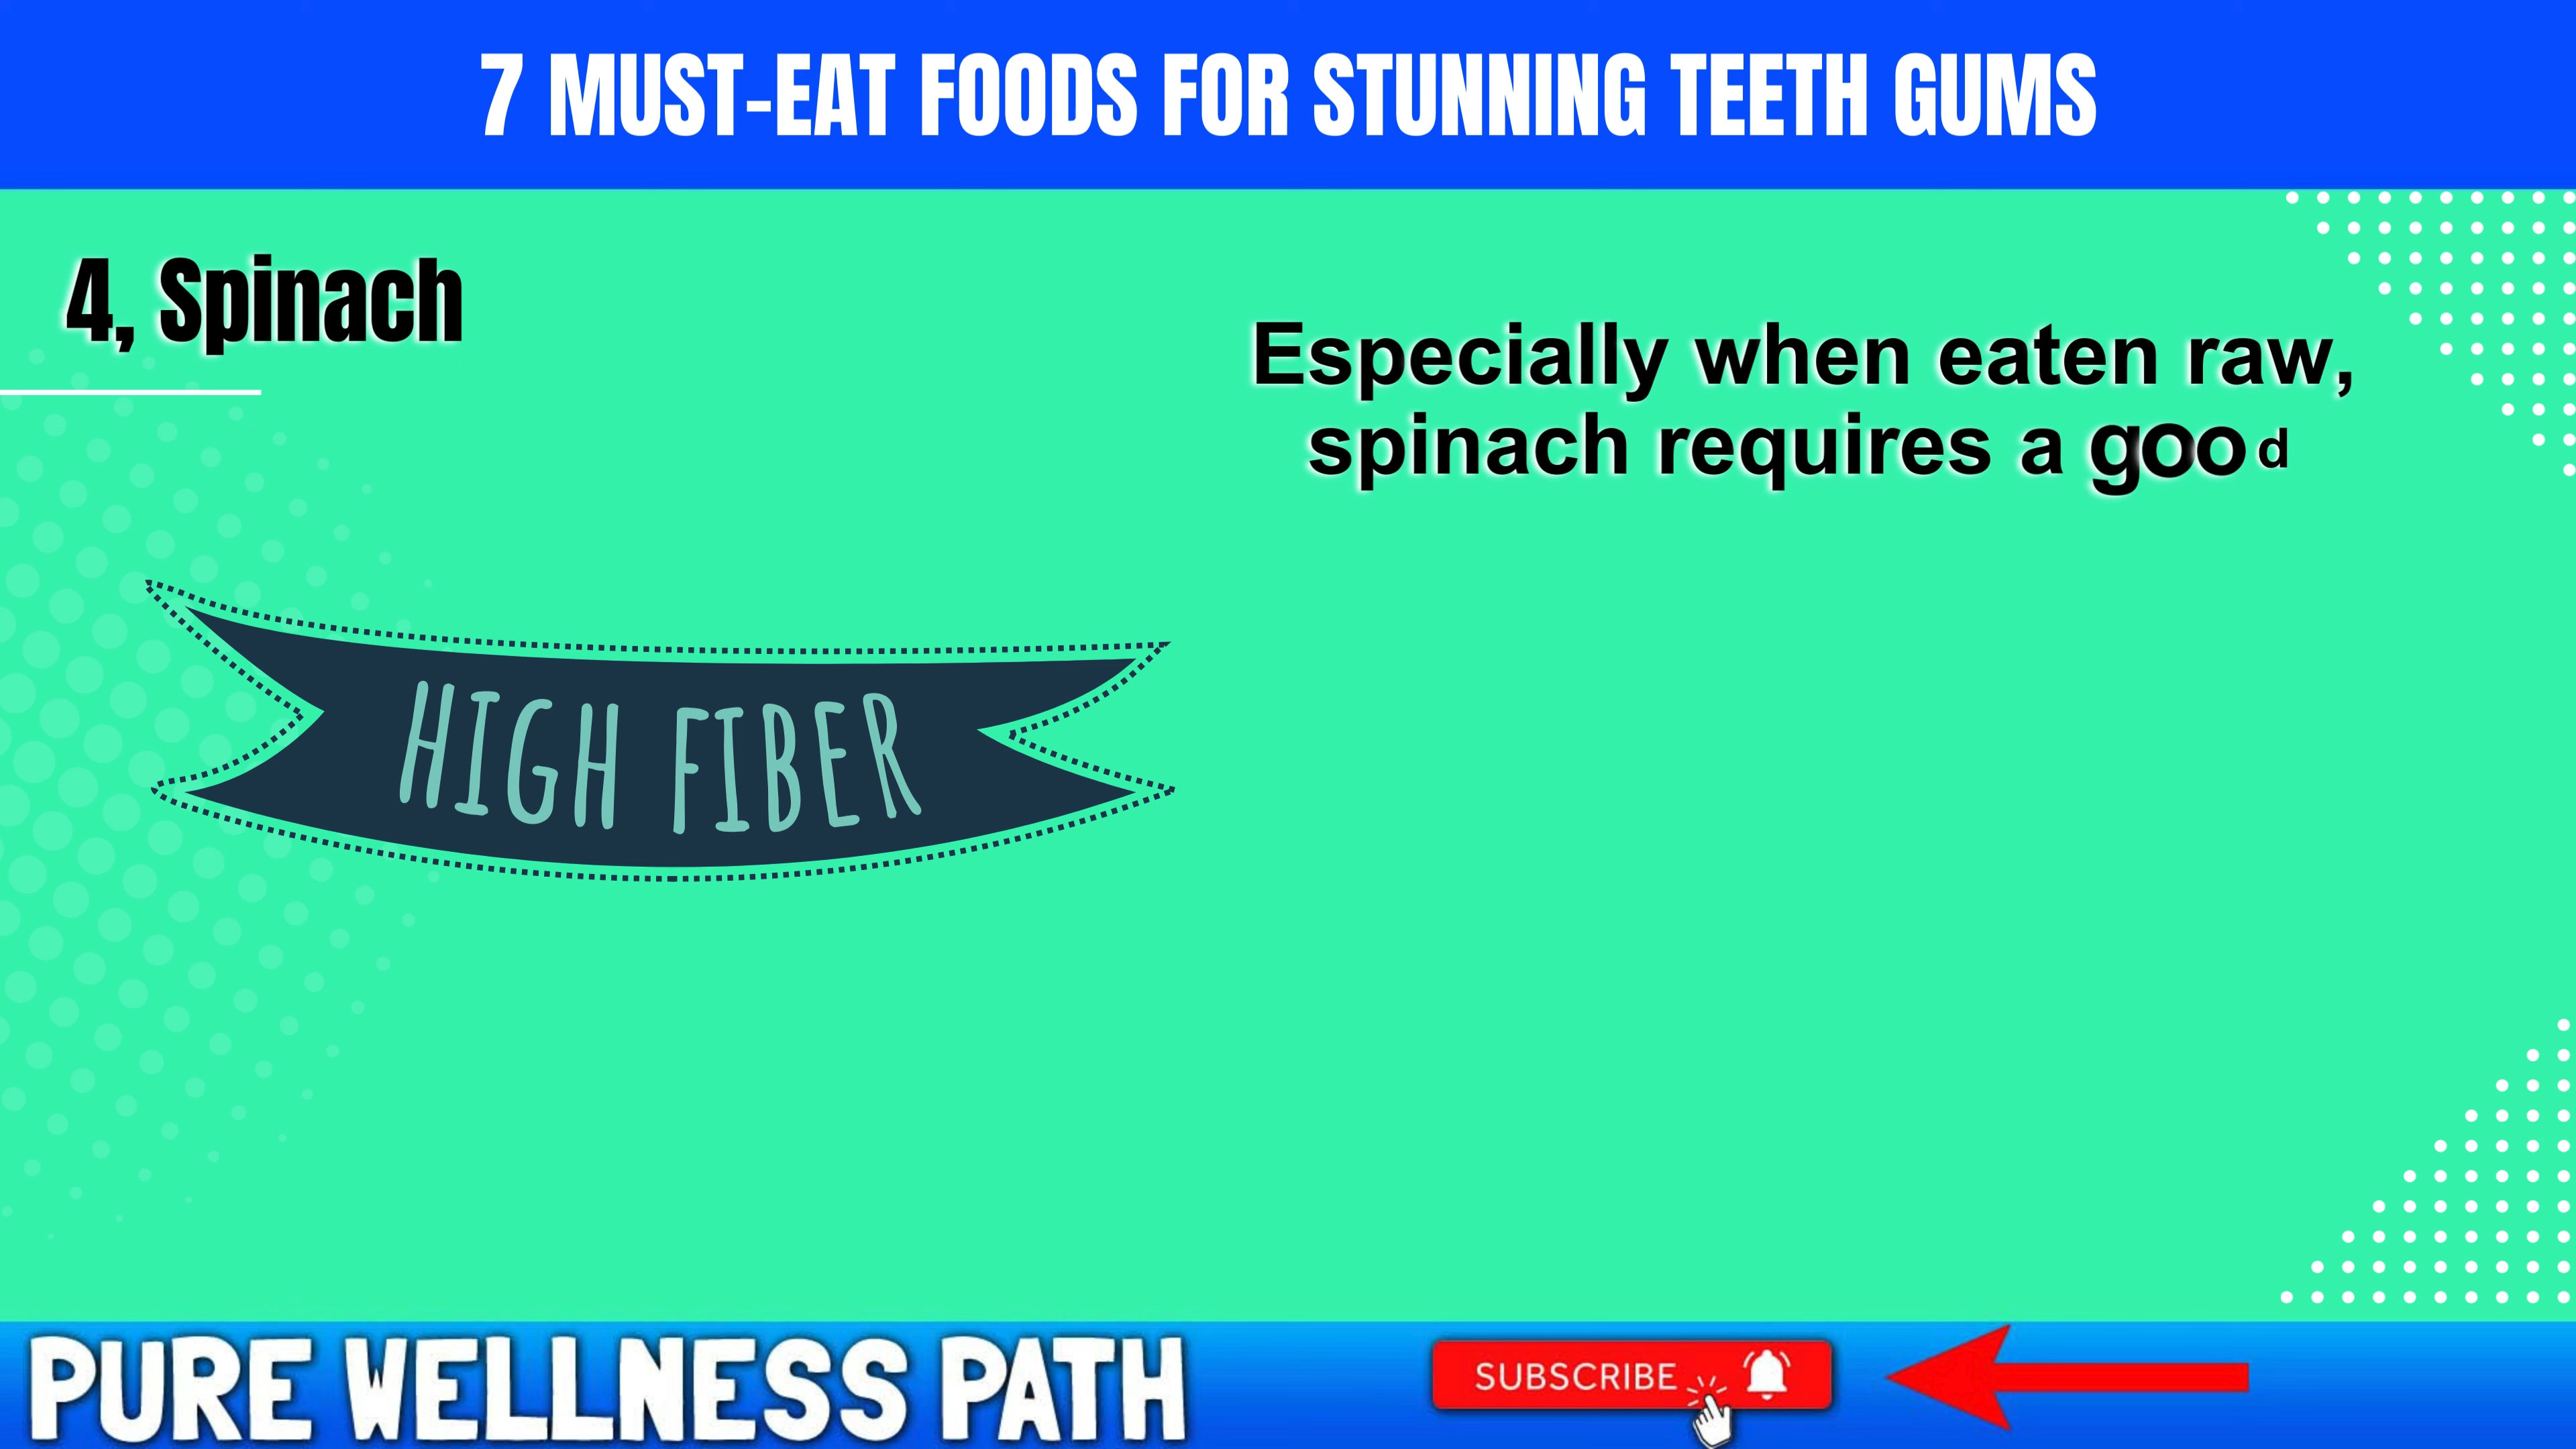 7 MUST-EAT FOODS FOR STUNNING TEETH GUMS
4, Spinach
Especially when eaten raw,
spinach requires a good
HIGH FIBER
PURE WELLNESS PATH
SUBSCRIBE